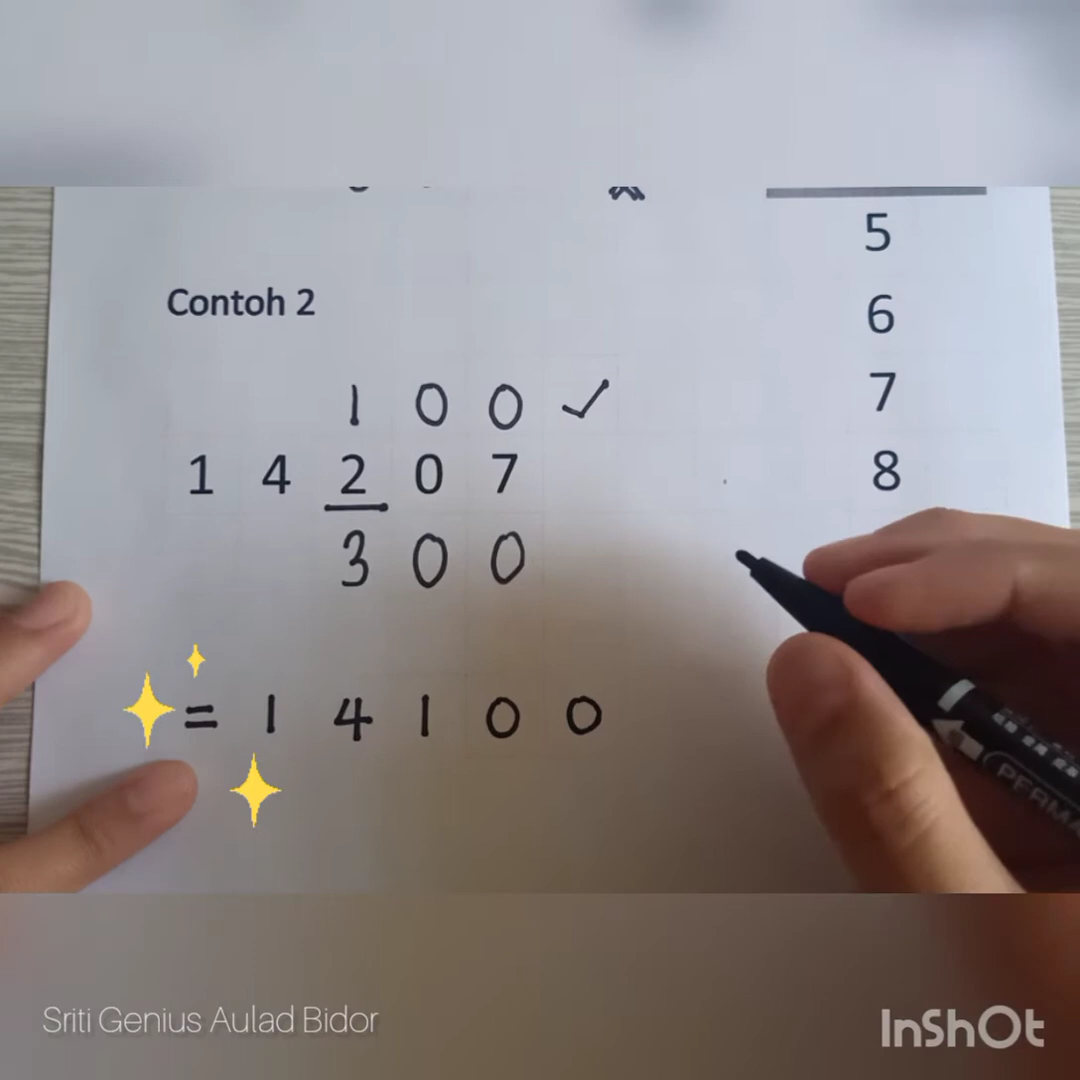 5
Contoh 2
6
1 0 0 ✓
7
1 4 2 0 7
8
3 0 0
= 1 4 1 0 0
PERMA
Sriti Genius Aulad Bidor
InShOt